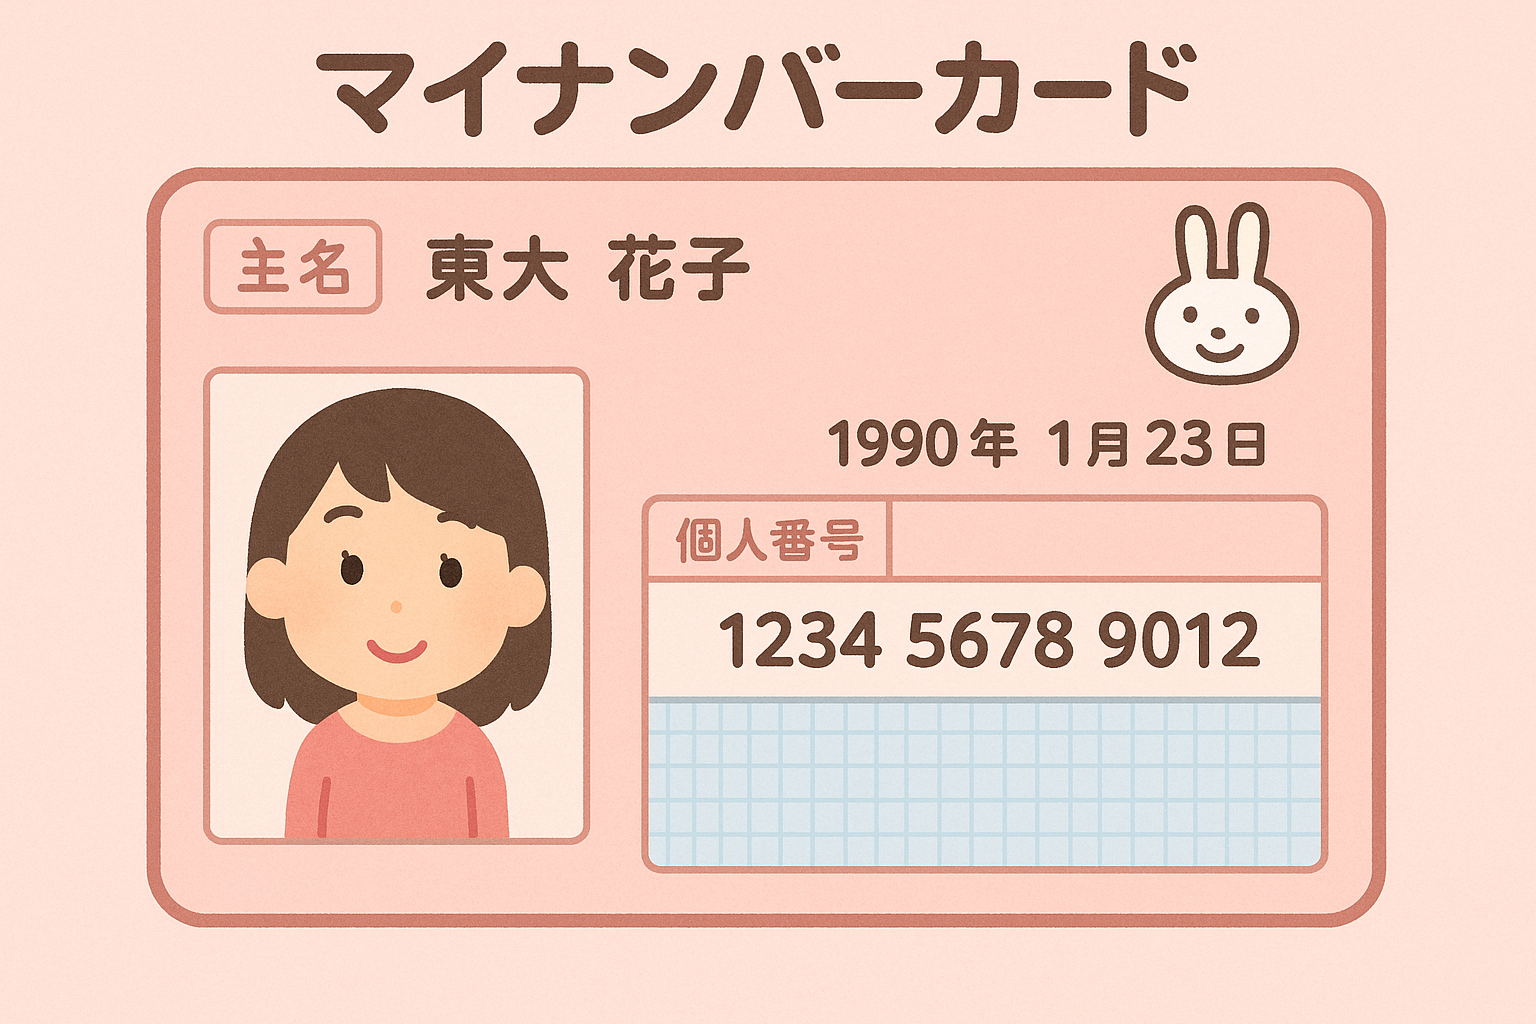 マイナンバーカード
主名 東大 花子
1990年 1月23日
個人番号
1234 5678 9012